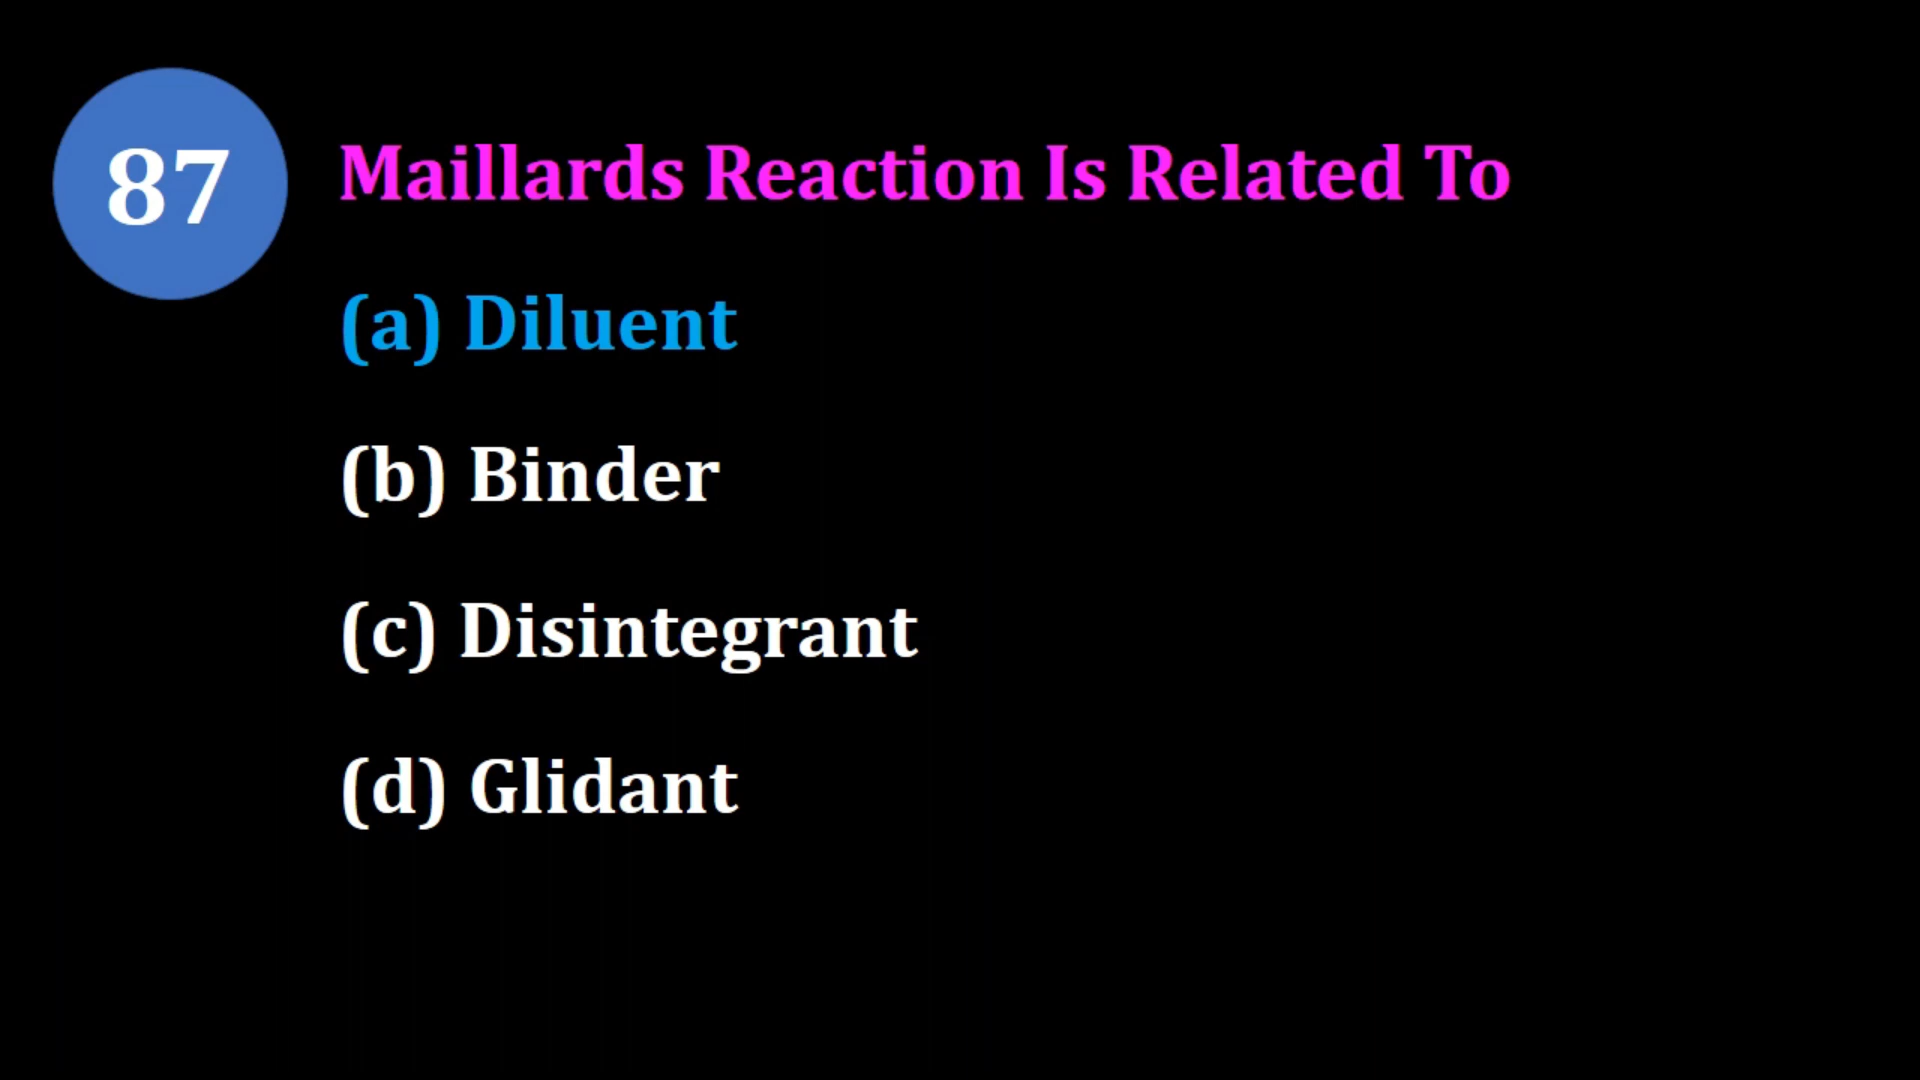 87
Maillards Reaction Is Related To
(a) Diluent
(b) Binder
(c) Disintegrant
(d) Glidant